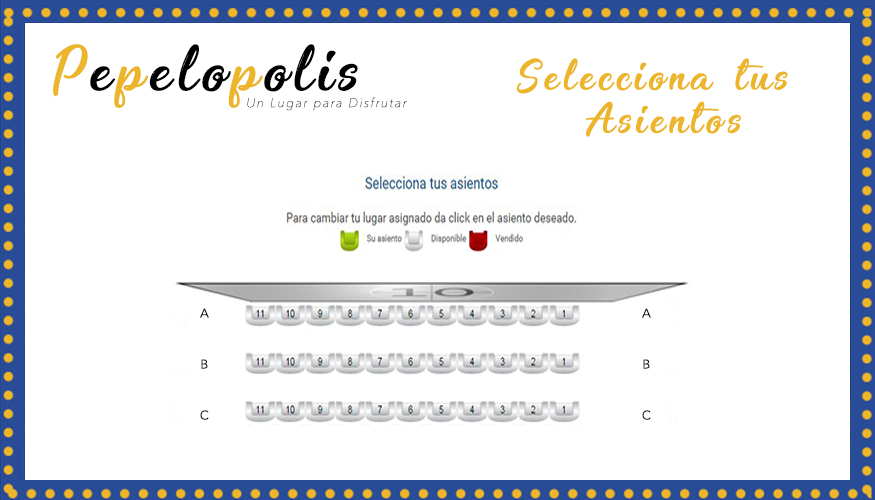 Pepelopolis
Un Lugar para Disfrutar
Selecciona tus
Asientos
Selecciona tus asientos
Para cambiar tu lugar asignado da click en el asiento deseado.
Su asiento Disponible Vendido
10
A 11 10 9 8 7 6 5 4 3 2 1 A
B 11 10 9 8 7 6 5 4 3 2 1 B
C 11 10 9 8 7 6 5 4 3 2 1 C